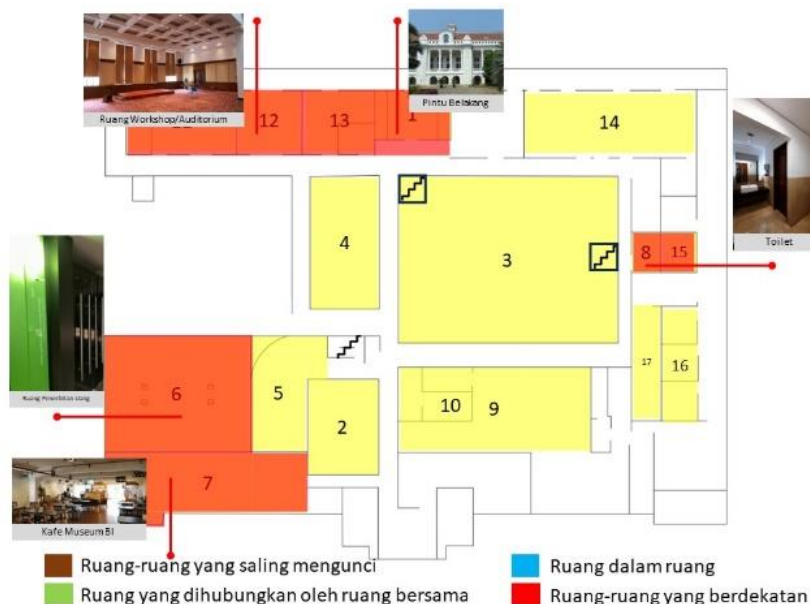 Ruang Workshop/Auditorium
Pintu Belakang
12
13
1
14
Toilet
4
3
8
15
6
5
17
16
10
9
2
7
Kafe Museum BI
Ruang-ruang yang saling mengunci
Ruang dalam ruang
Ruang yang dihubungkan oleh ruang bersama
Ruang-ruang yang berdekatan